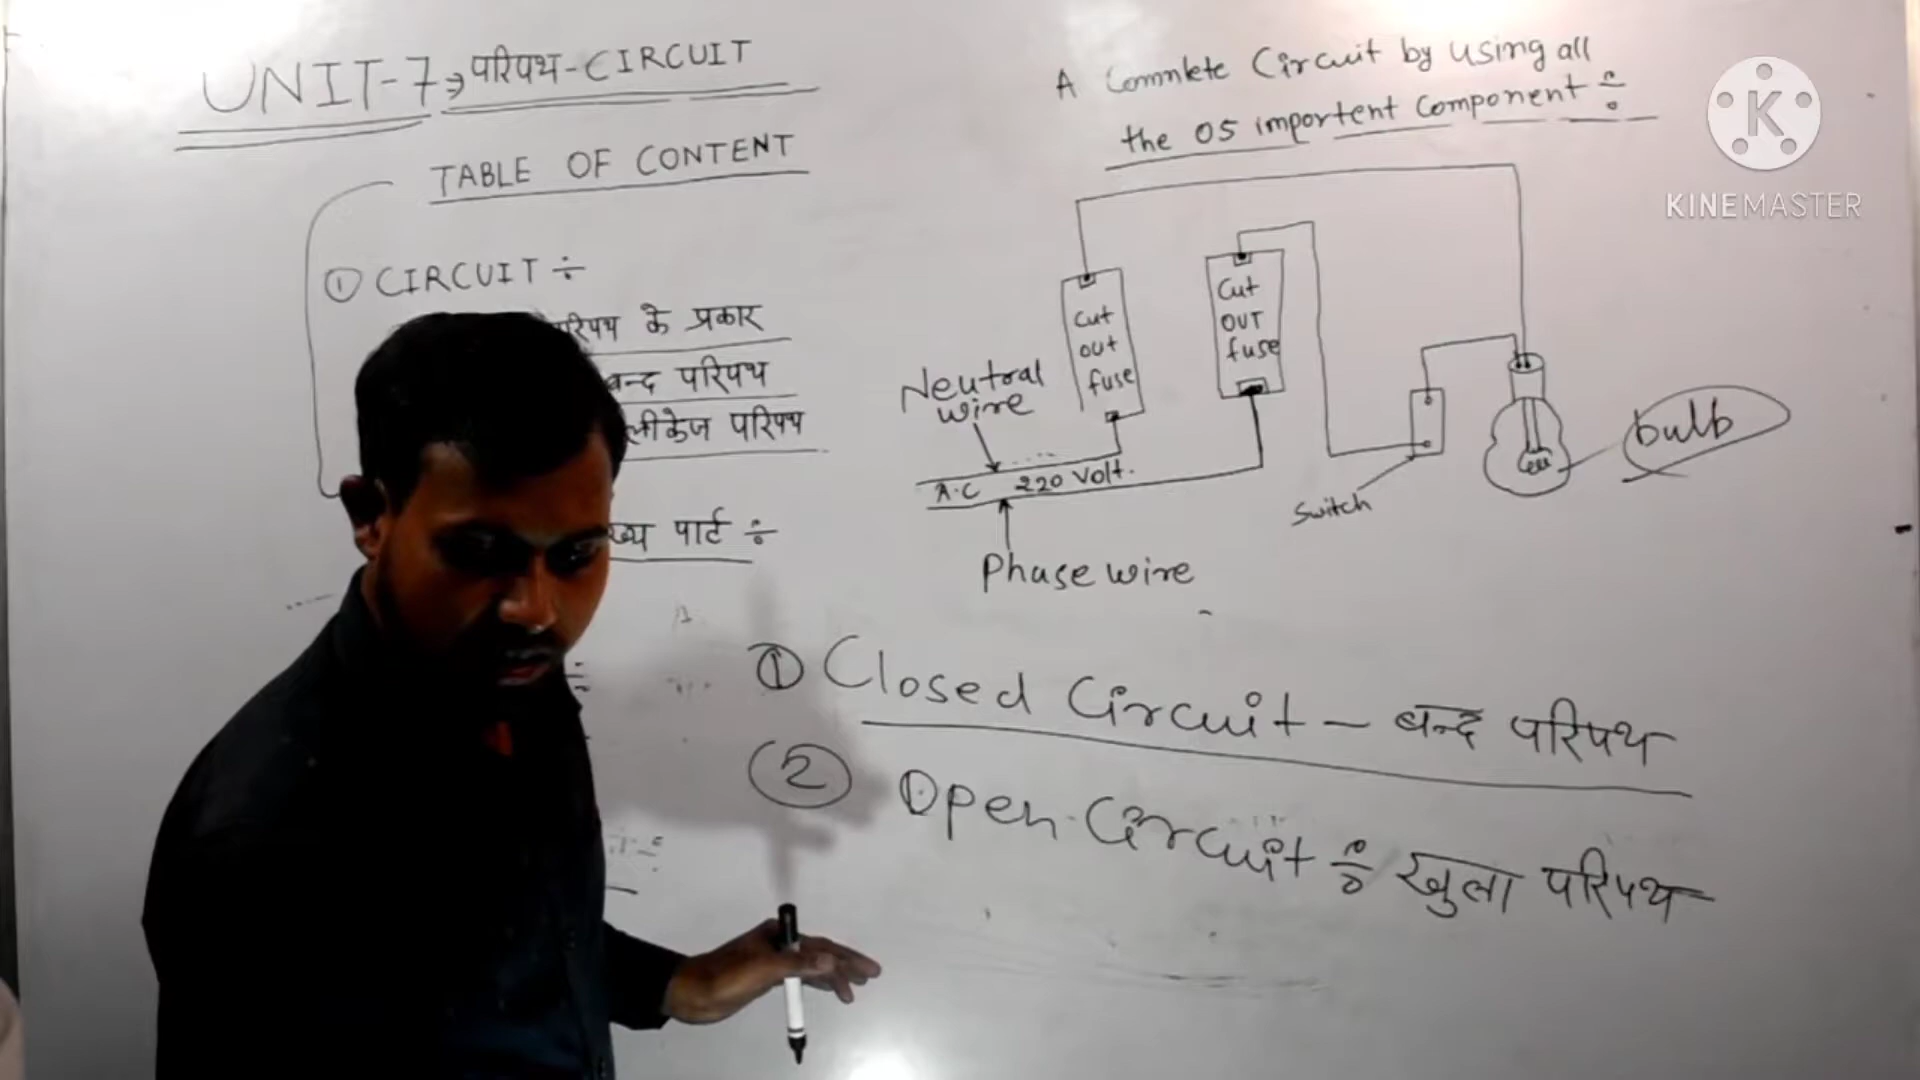 UNIT-7→परिपथ-CIRCUIT
TABLE OF CONTENT
① CIRCUIT ÷
परिपथ के प्रकार
बन्द परिपथ
लीकेज परिपथ
पार्ट ÷
A Comnlete Circuit by using all
the 05 importent Component ÷
KINEMASTER
Cut
out
fuse
Cut
OUT
fuse
Neutral
wire
A.C 220 Volt.
Phase wire
Switch
bulb
① Closed Circuit – बन्द परिपथ
② Open Circuit ÷ खुला परिपथ